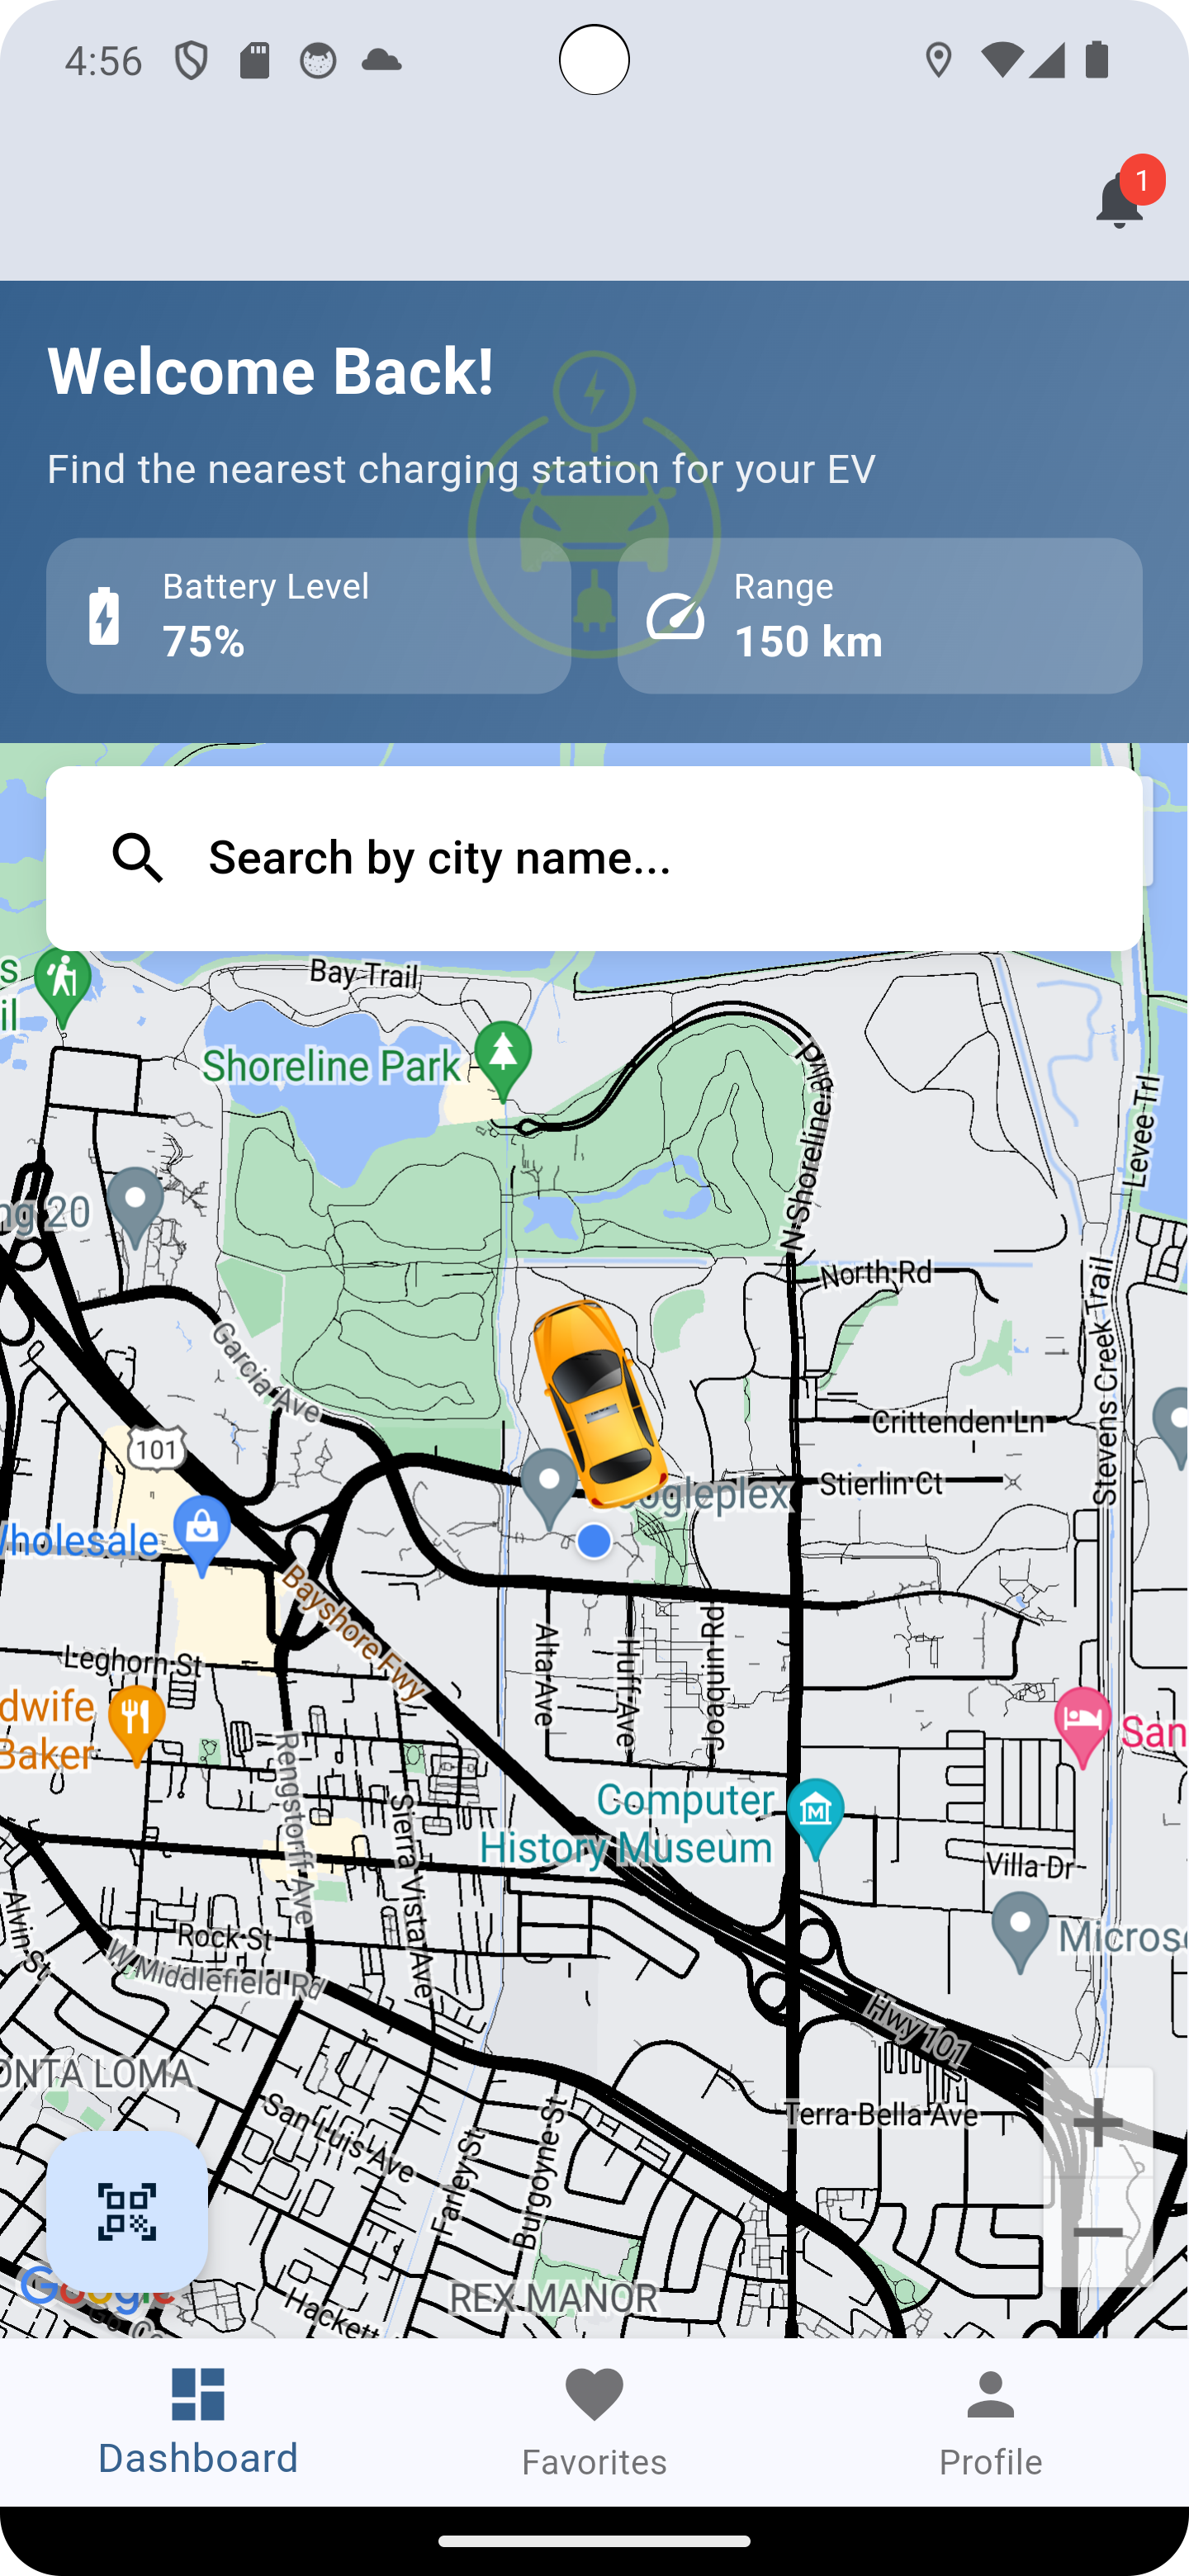 4:56
1
Welcome Back!
Find the nearest charging station for your EV
Battery Level
75%
Range
150 km
Search by city name...
Bay Trail
s
il
Shoreline Park
N Shoreline Blvd
Levee Trl
ng 20
North Rd
Garcia Ave
Stevens Creek Trail
101
Crittenden Ln
Stierlin Ct
ogleplex
Wholesale
Bayshore Fwy
Alta Ave
Huff Ave
Joaquin Rd
Leghorn St
dwife
Baker
San
Rengstorff Ave
Sierra Vista Ave
Computer
History Museum
Villa Dr
Alvin St
Rock St
W Middlefield Rd
Micros
Hwy 101
ONTA LOMA
San Luis Ave
Farley St
Burgoyne St
Terra Bella Ave
Google
Hackett
REX MANOR
Dashboard
Favorites
Profile